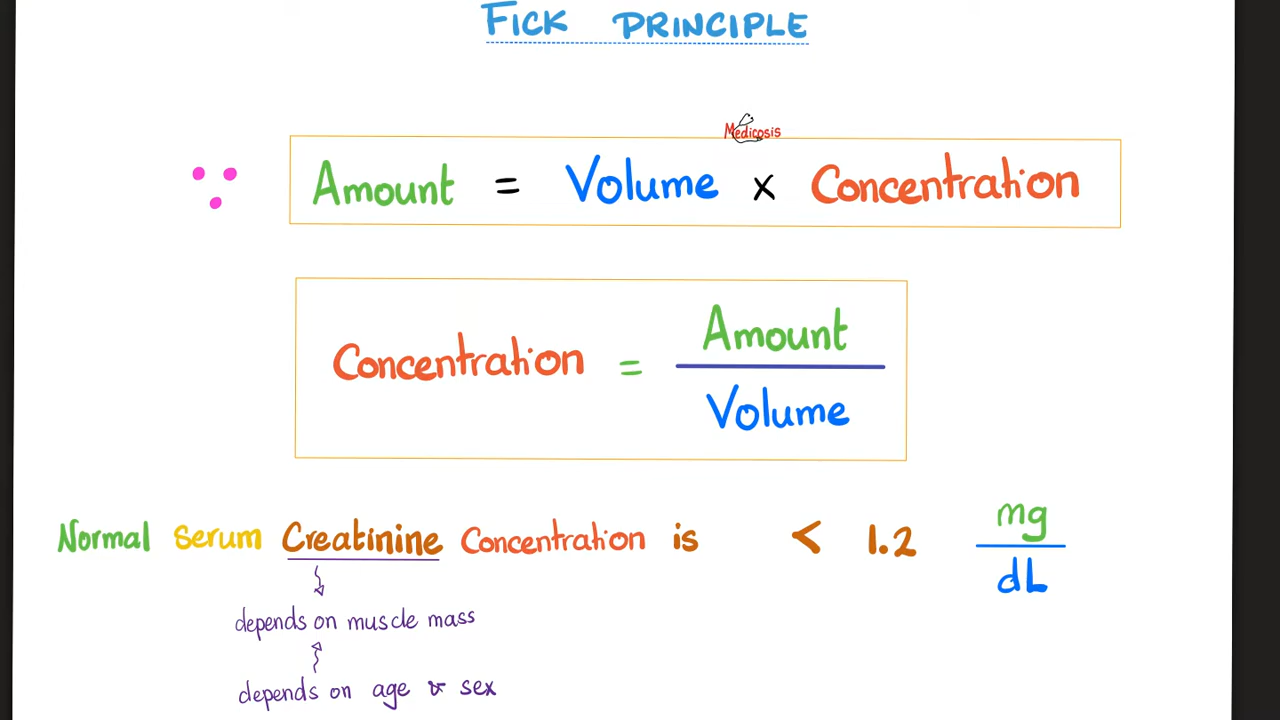 FICK PRINCIPLE
Medicosis
Amount = Volume x Concentration
Concentration = Amount
Volume
Normal Serum Creatinine Concentration is < 1.2 mg
dL
depends on muscle mass
depends on age & sex